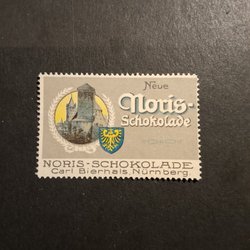 Neue
Noris-
Schokolade
NORIS-SCHOKOLADE
Carl Bierhals, Nürnberg.